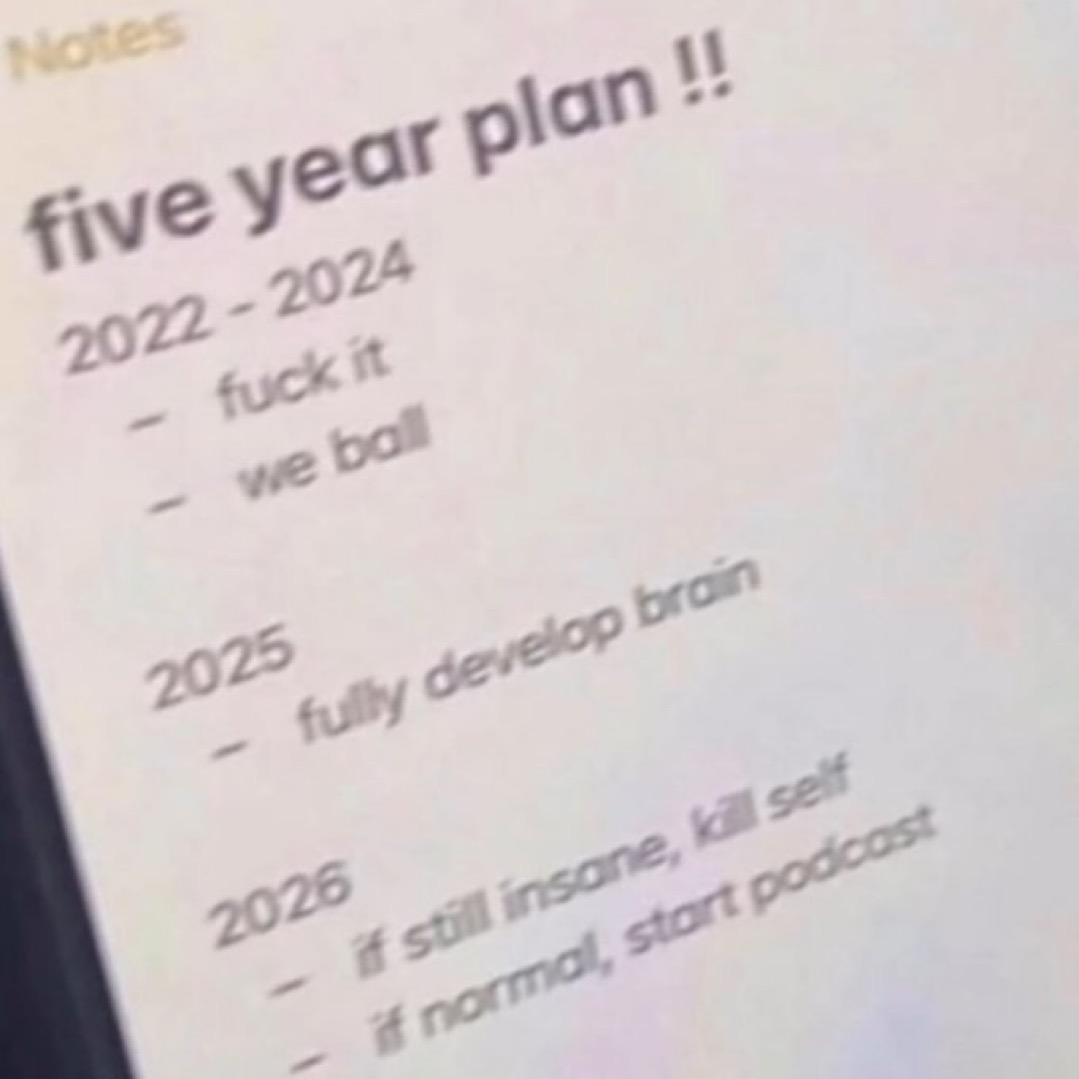 Notes
five year plan !!
2022 - 2024
– fuck it
– we ball
2025
– fully develop brain
2026
– if still insane, kill self
– if normal, start podcast